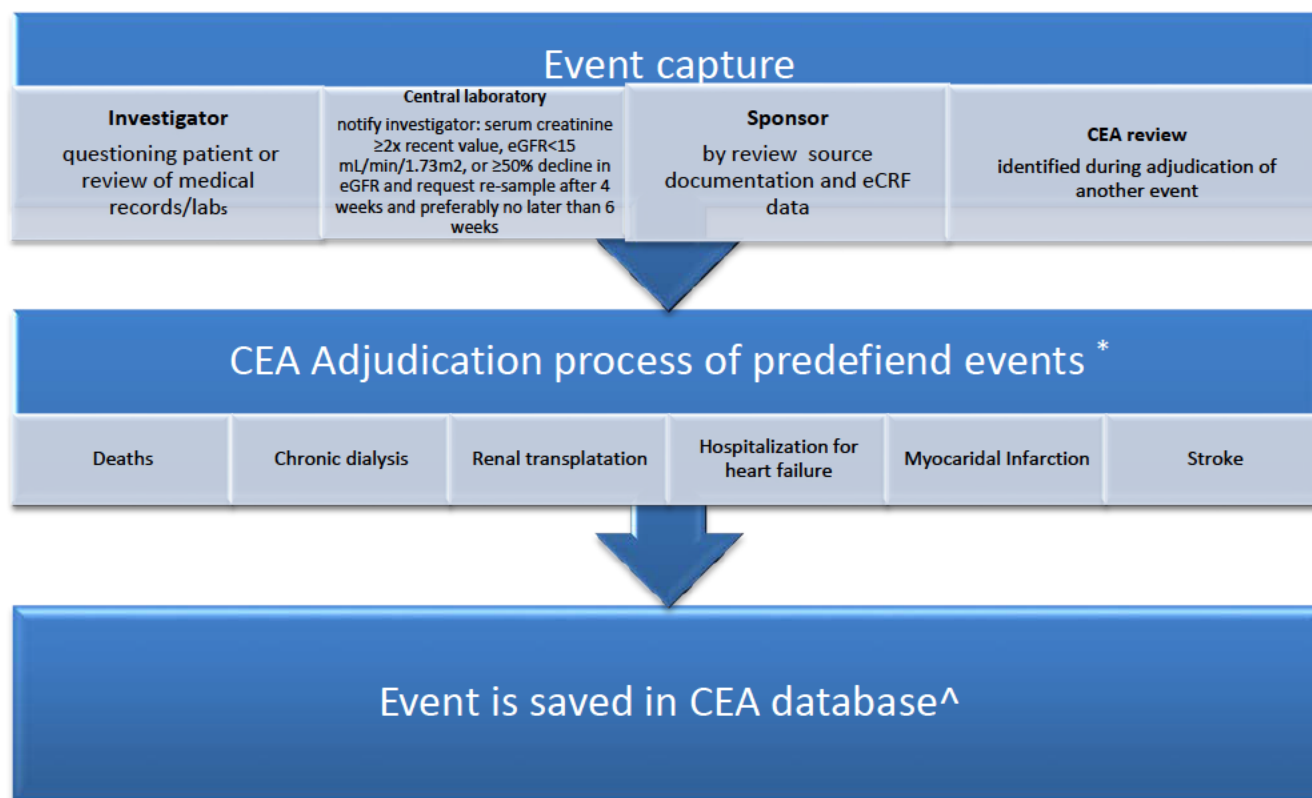 Event capture
Investigator
questioning patient or
review of medical
records/labs
Central laboratory
notify investigator: serum creatinine
≥2x recent value, eGFR<15
mL/min/1.73m2, or ≥50% decline in
eGFR and request re-sample after 4
weeks and preferably no later than 6
weeks
Sponsor
by review source
documentation and eCRF
data
CEA review
identified during adjudication of
another event
CEA Adjudication process of predefiend events *
Deaths
Chronic dialysis
Renal transplatation
Hospitalization for
heart failure
Myocaridal Infarction
Stroke
Event is saved in CEA database^